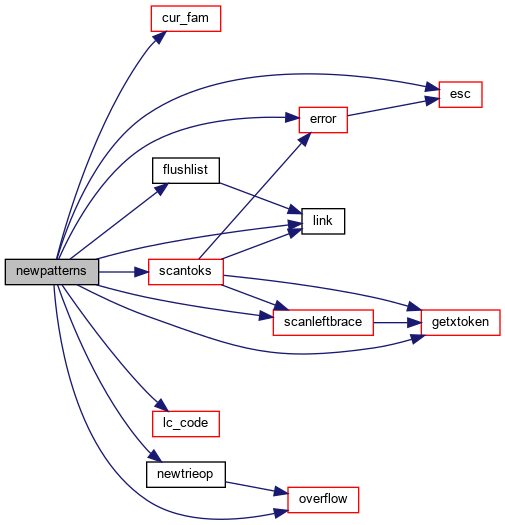 cur_fam
esc
error
flushlist
link
newpatterns
scantoks
scanleftbrace
getxtoken
lc_code
newtrieop
overflow